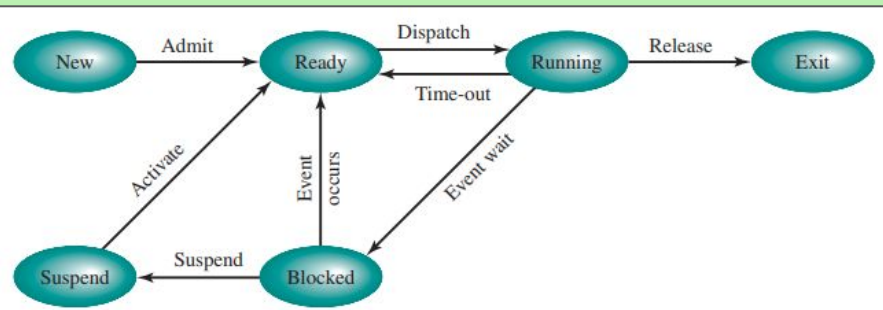 Dispatch
New
Admit
Ready
Running
Release
Exit
Time-out
Activate
Event
occurs
Event wait
Suspend
Suspend
Blocked